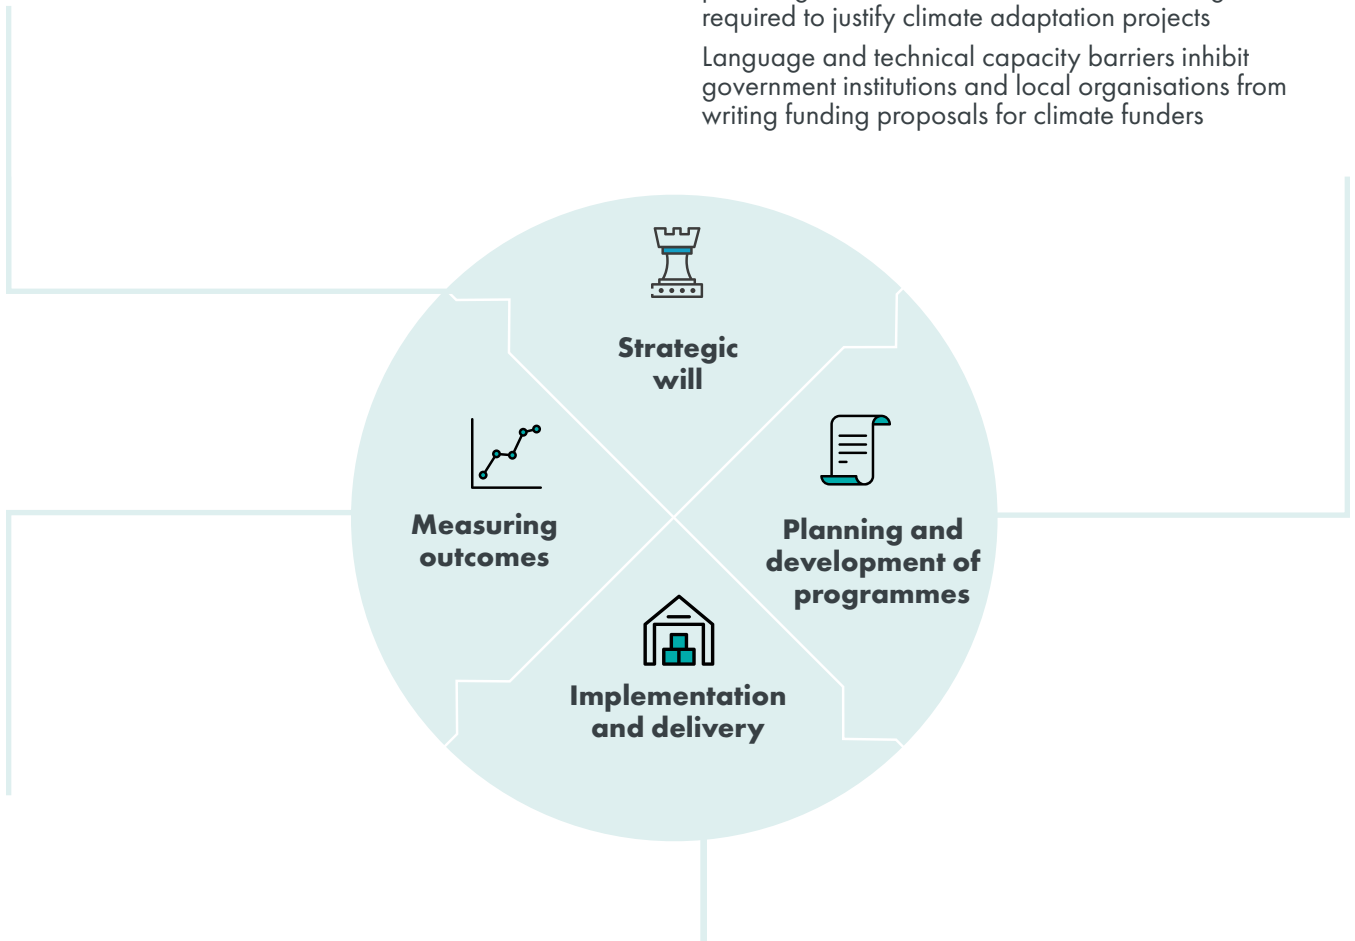 required to justify climate adaptation projects
Language and technical capacity barriers inhibit
government institutions and local organisations from
writing funding proposals for climate funders
Strategic
will
Measuring
outcomes
Planning and
development of
programmes
Implementation
and delivery